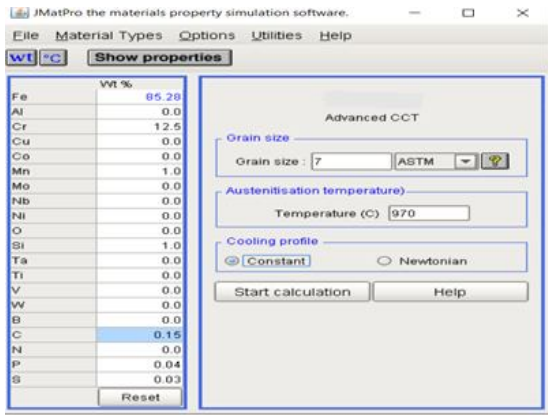 JMatPro the materials property simulation software.
File Material Types Options Utilities Help
wt °C Show properties
Wt %
Fe 85.28
Al 0.0
Cr 12.5
Cu 0.0
Co 0.0
Mn 1.0
Mo 0.0
Nb 0.0
Ni 0.0
O 0.0
Si 1.0
Ta 0.0
Ti 0.0
V 0.0
W 0.0
B 0.0
C 0.15
N 0.0
P 0.04
S 0.03
Reset
Advanced CCT
Grain size
Grain size : 7 ASTM ?
Austenitisation temperature)
Temperature (C) 970
Cooling profile
Constant Newtonian
Start calculation Help